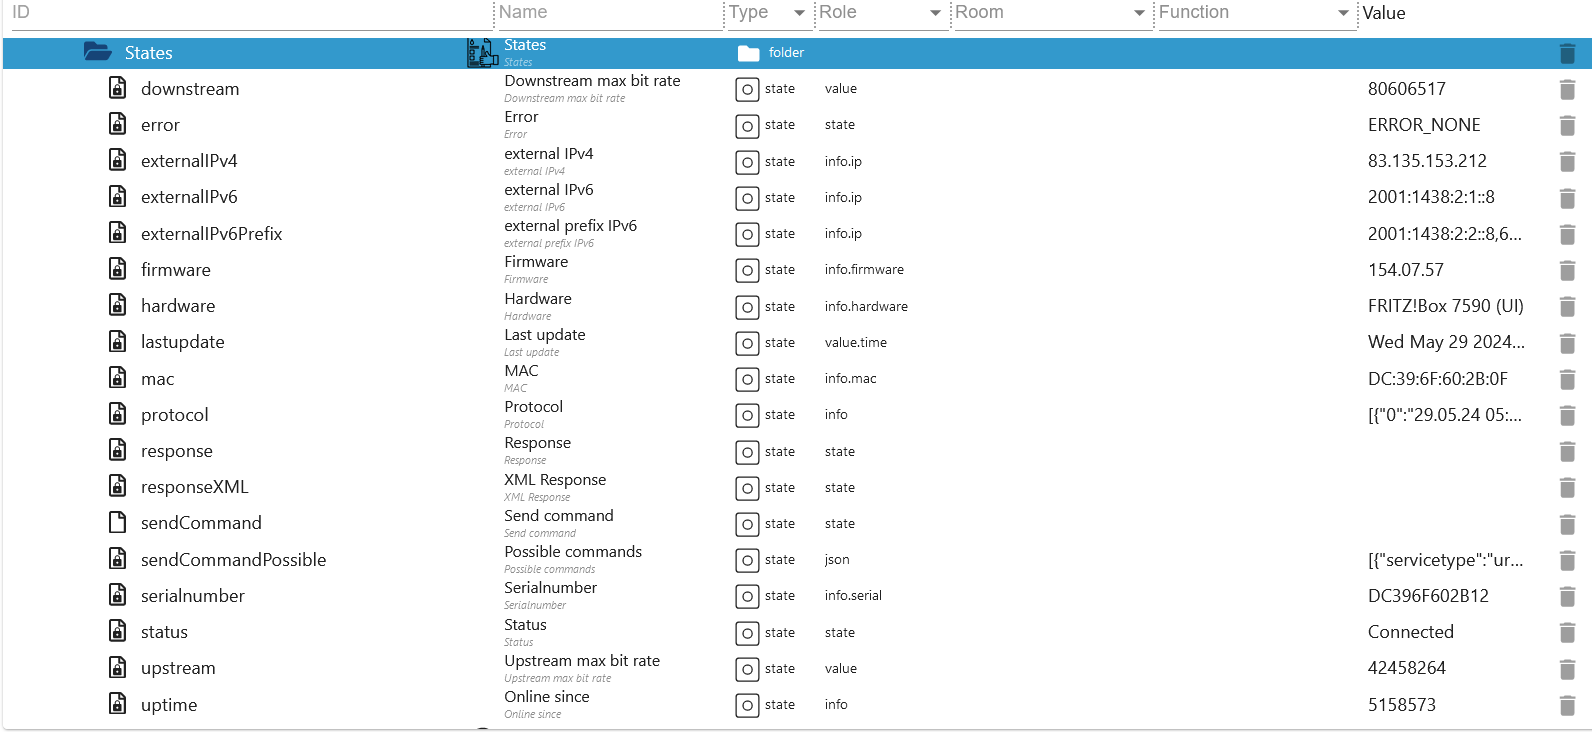 ID Name Type Role Room Function Value
States States folder
States
downstream Downstream max bit rate state value 80606517
Downstream max bit rate
error Error state state ERROR_NONE
Error
externalIPv4 external IPv4 state info.ip 83.135.153.212
external IPv4
externalIPv6 external IPv6 state info.ip 2001:1438:2:1::8
external IPv6
externalIPv6Prefix external prefix IPv6 state info.ip 2001:1438:2:2::8,6...
external prefix IPv6
firmware Firmware state info.firmware 154.07.57
Firmware
hardware Hardware state info.hardware FRITZ!Box 7590 (UI)
Hardware
lastupdate Last update state value.time Wed May 29 2024...
Last update
mac MAC state info.mac DC:39:6F:60:2B:0F
MAC
protocol Protocol state info [{"0":"29.05.24 05:...
Protocol
response Response state state
Response
responseXML XML Response state state
XML Response
sendCommand Send command state state
Send command
sendCommandPossible Possible commands state json [{"servicetype":"ur...
Possible commands
serialnumber Serialnumber state info.serial DC396F602B12
Serialnumber
status Status state state Connected
Status
upstream Upstream max bit rate state value 42458264
Upstream max bit rate
uptime Online since state info 5158573
Online since